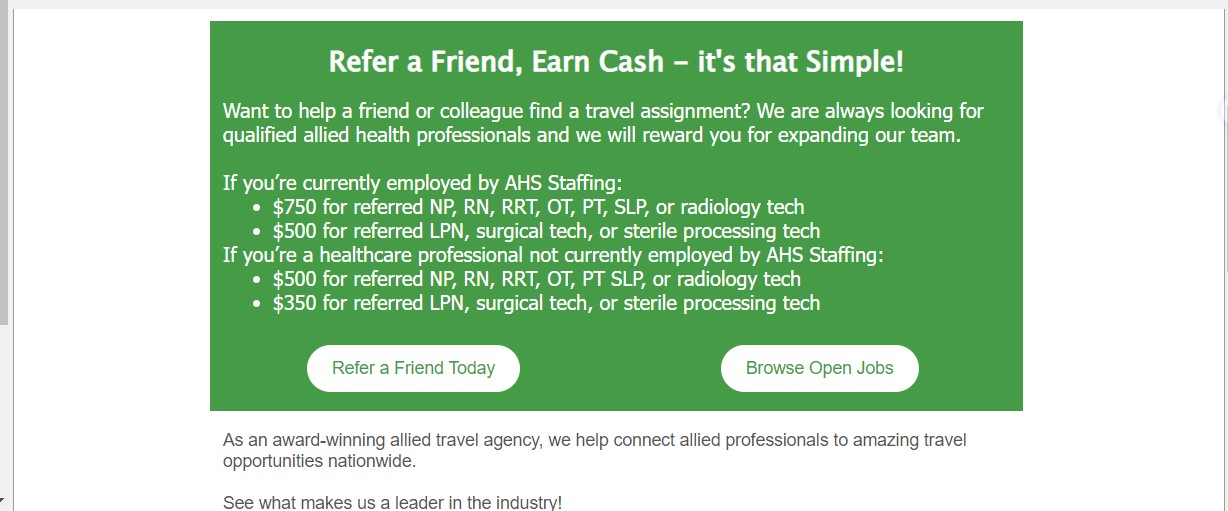 Refer a Friend, Earn Cash – it's that Simple!
Want to help a friend or colleague find a travel assignment? We are always looking for
qualified allied health professionals and we will reward you for expanding our team.
If you’re currently employed by AHS Staffing:
• $750 for referred NP, RN, RRT, OT, PT, SLP, or radiology tech
• $500 for referred LPN, surgical tech, or sterile processing tech
If you’re a healthcare professional not currently employed by AHS Staffing:
• $500 for referred NP, RN, RRT, OT, PT SLP, or radiology tech
• $350 for referred LPN, surgical tech, or sterile processing tech
Refer a Friend Today
Browse Open Jobs
As an award-winning allied travel agency, we help connect allied professionals to amazing travel
opportunities nationwide.
See what makes us a leader in the industry!